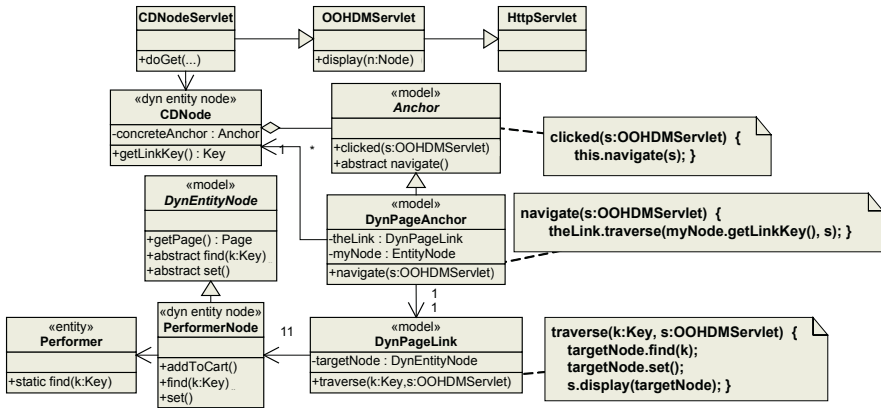 CDNodeServlet
+doGet(...)
OOHDMServlet
+display(n:Node)
HttpServlet
«dyn entity node»
CDNode
-concreteAnchor : Anchor
+getLinkKey() : Key
1
*
«model»
Anchor
+clicked(s:OOHDMServlet)
+abstract navigate()
clicked(s:OOHDMServlet) {
this.navigate(s); }
«model»
DynEntityNode
+getPage() : Page
+abstract find(k:Key)
+abstract set()
«model»
DynPageAnchor
-theLink : DynPageLink
-myNode : EntityNode
+navigate(s:OOHDMServlet)
navigate(s:OOHDMServlet) {
theLink.traverse(myNode.getLinkKey(), s); }
1
1
«entity»
Performer
+static find(k:Key)
«dyn entity node»
PerformerNode
+addToCart()
+find(k:Key)
+set()
11
«model»
DynPageLink
-targetNode : DynEntityNode
+traverse(k:Key,s:OOHDMServlet)
traverse(k:Key, s:OOHDMServlet) {
targetNode.find(k);
targetNode.set();
s.display(targetNode); }